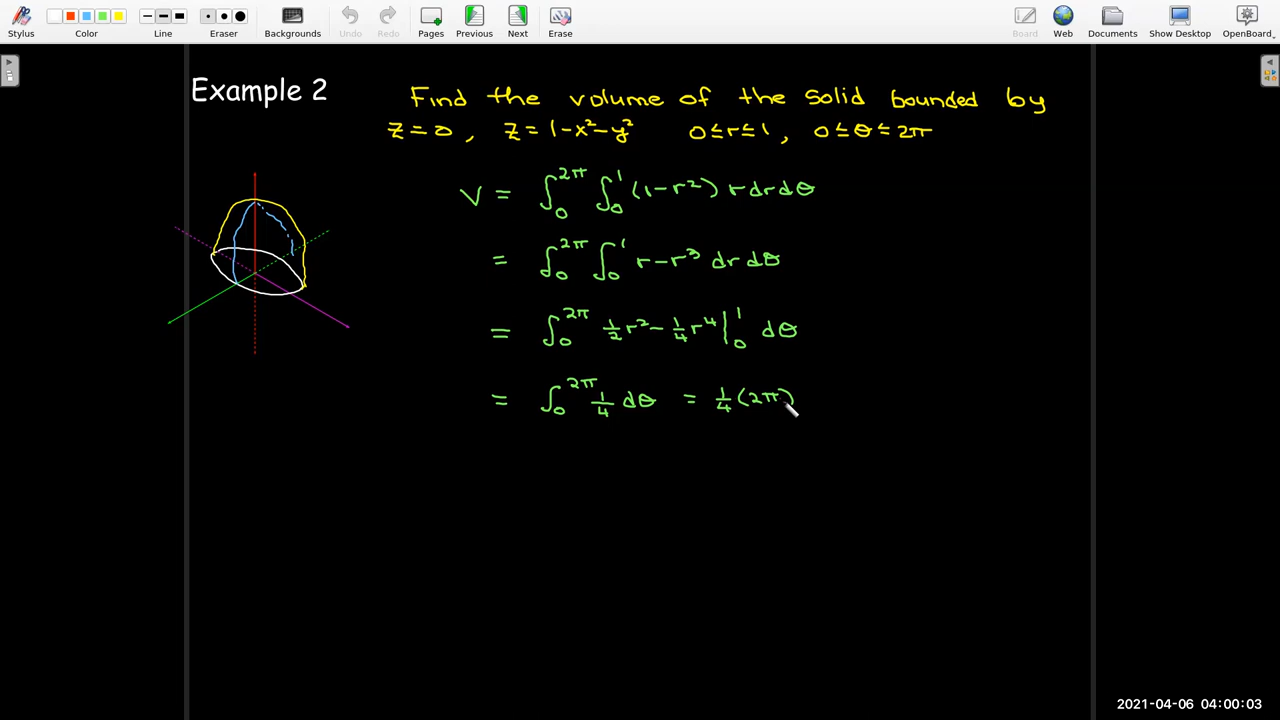 Stylus Color Line Eraser Backgrounds Undo Redo Pages Previous Next Erase Board Web Documents Show Desktop OpenBoard
Example 2 Find the volume of the solid bounded by
z=0, z=1-x²-y² 0≤r≤1, 0≤θ≤2π
V = ∫₀^2π ∫₀^1 (1-r²) r dr dθ
= ∫₀^2π ∫₀^1 r-r³ dr dθ
= ∫₀^2π ½r² - ¼r⁴ |₀^1 dθ
= ∫₀^2π ¼ dθ = ¼(2π)
2021-04-06 04:00:03